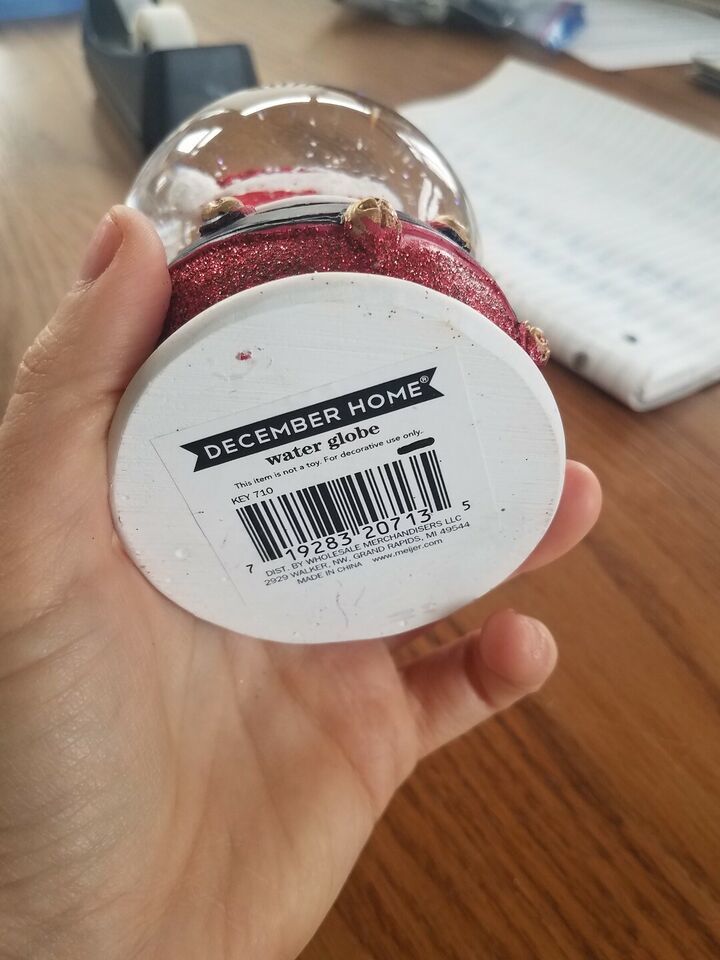 DECEMBER HOME®
water globe
This item is not a toy. For decorative use only.
KEY 710
7 19283 20713 5
DIST. BY WHOLESALE MERCHANDISERS LLC
2929 WALKER, NW, GRAND RAPIDS, MI 49544
MADE IN CHINA www.meijer.com